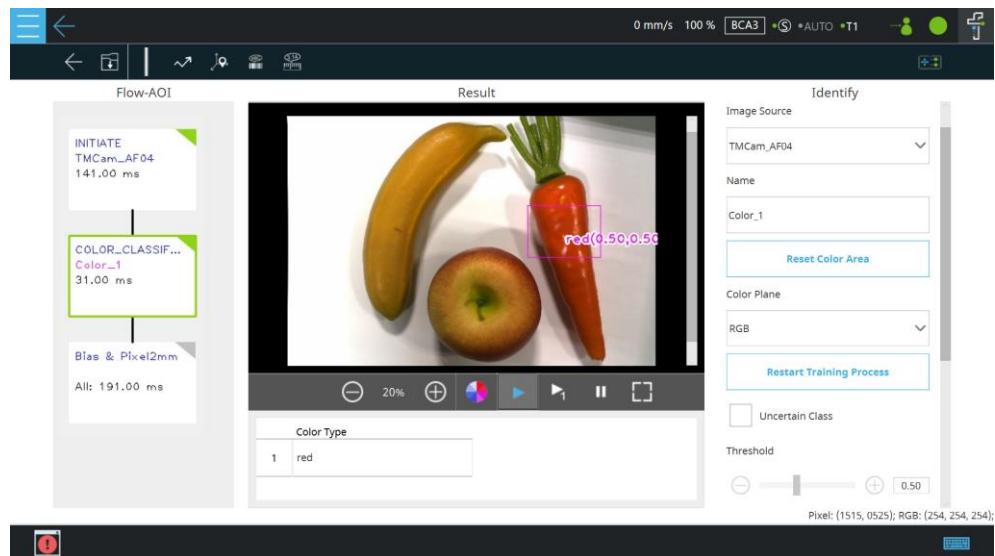 0 mm/s 100 % BCA3 S AUTO T1
Flow-AOI
INITIATE
TMCam_AF04
141.00 ms
COLOR_CLASSIF...
Color_1
31.00 ms
Bias & Pixel2mm
All: 191.00 ms
Result
red(0.50,0.50
20%
1
Color Type
1 red
Identify
Image Source
TMCam_AF04
Name
Color_1
Reset Color Area
Color Plane
RGB
Restart Training Process
Uncertain Class
Threshold
0.50
Pixel: (1515, 0525); RGB: (254, 254, 254);